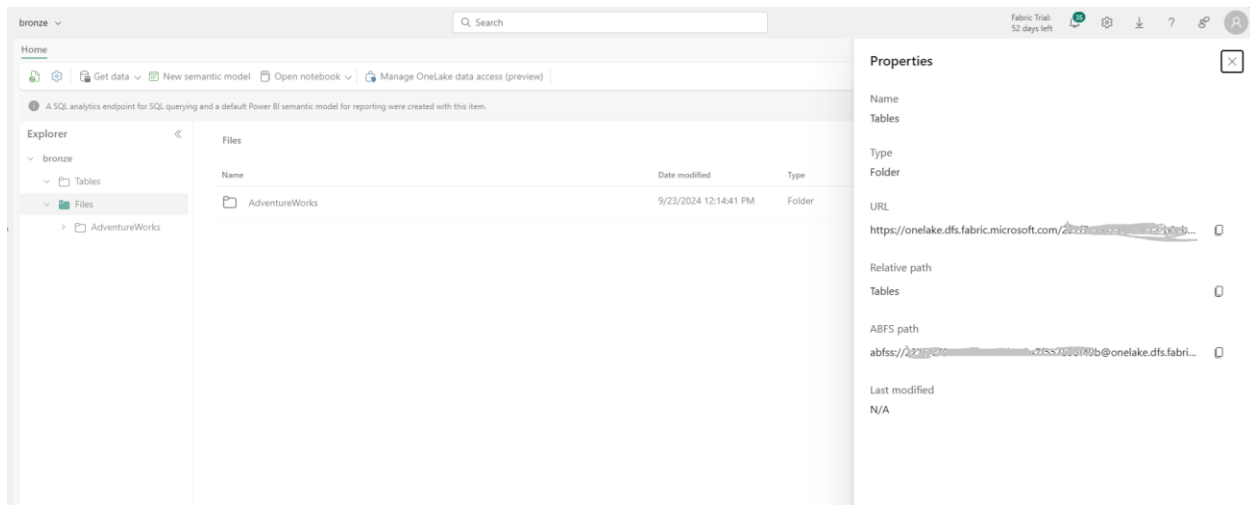 bronze
Search
Fabric Trial:
52 days left
35
Home
Get data
New semantic model
Open notebook
Manage OneLake data access (preview)
A SQL analytics endpoint for SQL querying and a default Power BI semantic model for reporting were created with this item.
Explorer
bronze
Tables
Files
AdventureWorks
Files
Name
Date modified
Type
AdventureWorks
9/23/2024 12:14:41 PM
Folder
Properties
Name
Tables
Type
Folder
URL
https://onelake.dfs.fabric.microsoft.com/
Relative path
Tables
ABFS path
abfss:// b@onelake.dfs.fabri...
Last modified
N/A